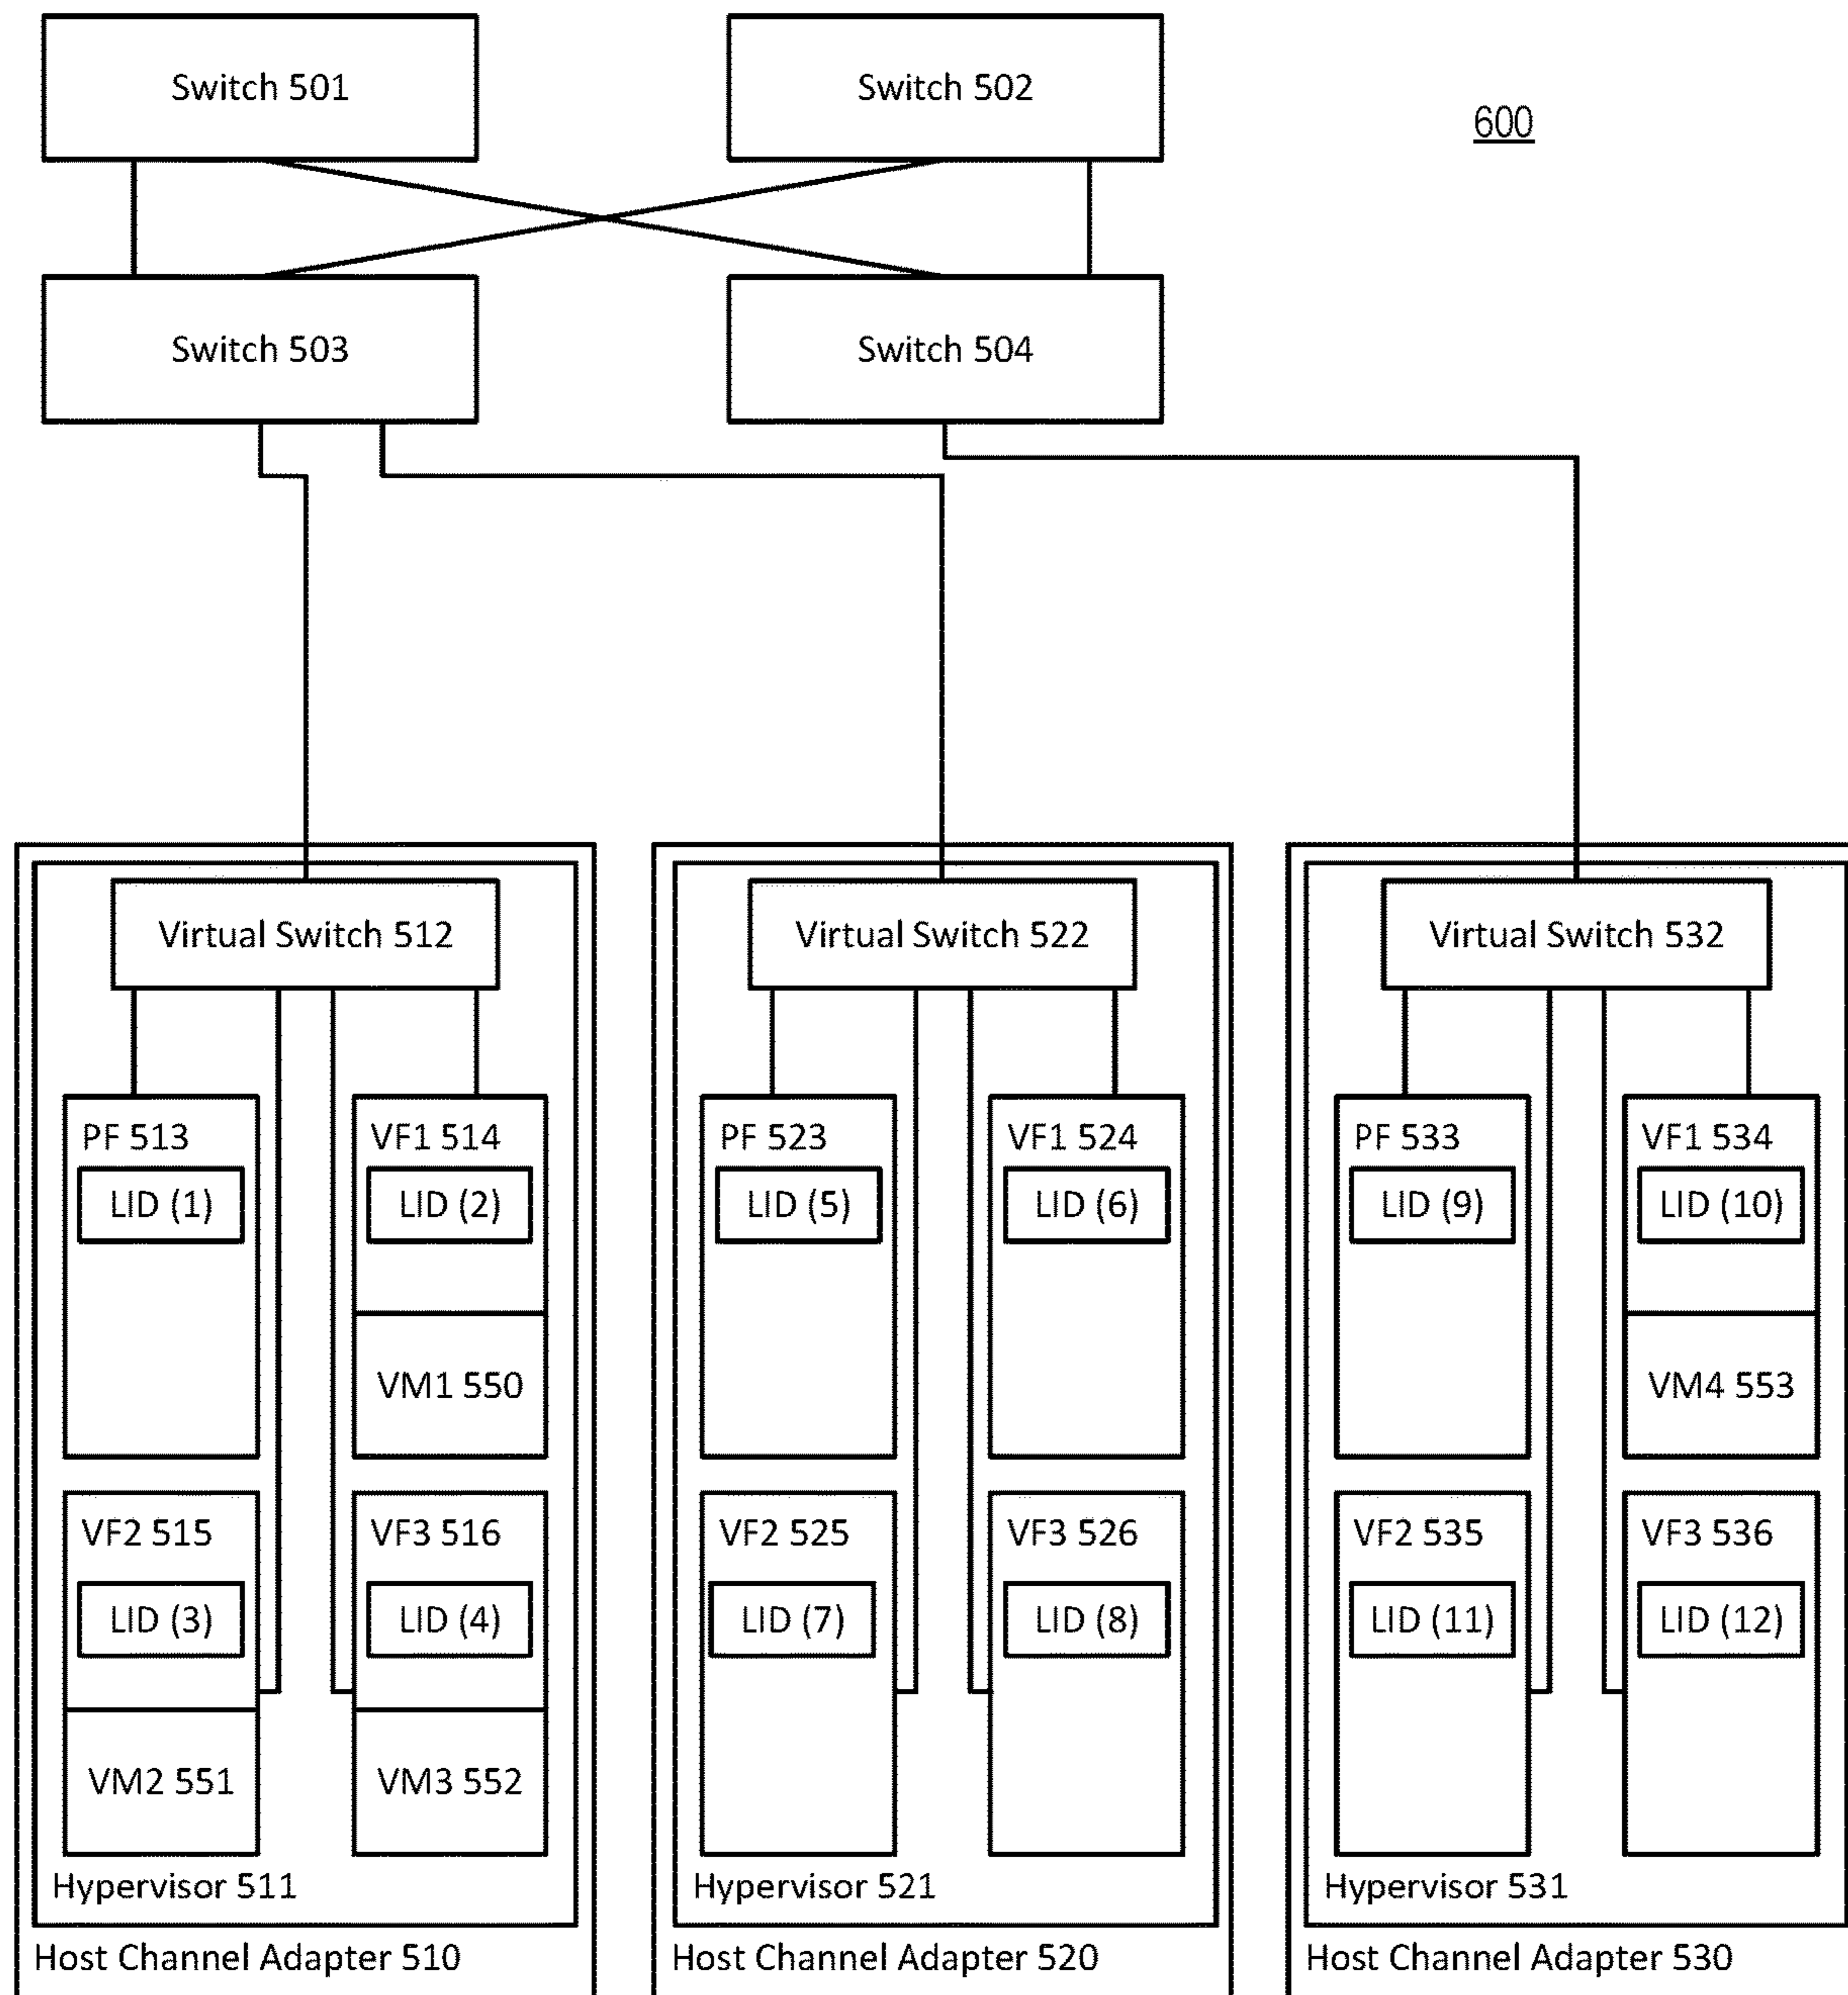 Switch 501
Switch 502
600
Switch 503
Switch 504
Virtual Switch 512
Virtual Switch 522
Virtual Switch 532
PF 513
LID (1)
VF1 514
LID (2)
VM1 550
VF2 515
LID (3)
VM2 551
VF3 516
LID (4)
VM3 552
Hypervisor 511
Host Channel Adapter 510
PF 523
LID (5)
VF1 524
LID (6)
VF2 525
LID (7)
VF3 526
LID (8)
Hypervisor 521
Host Channel Adapter 520
PF 533
LID (9)
VF1 534
LID (10)
VM4 553
VF2 535
LID (11)
VF3 536
LID (12)
Hypervisor 531
Host Channel Adapter 530